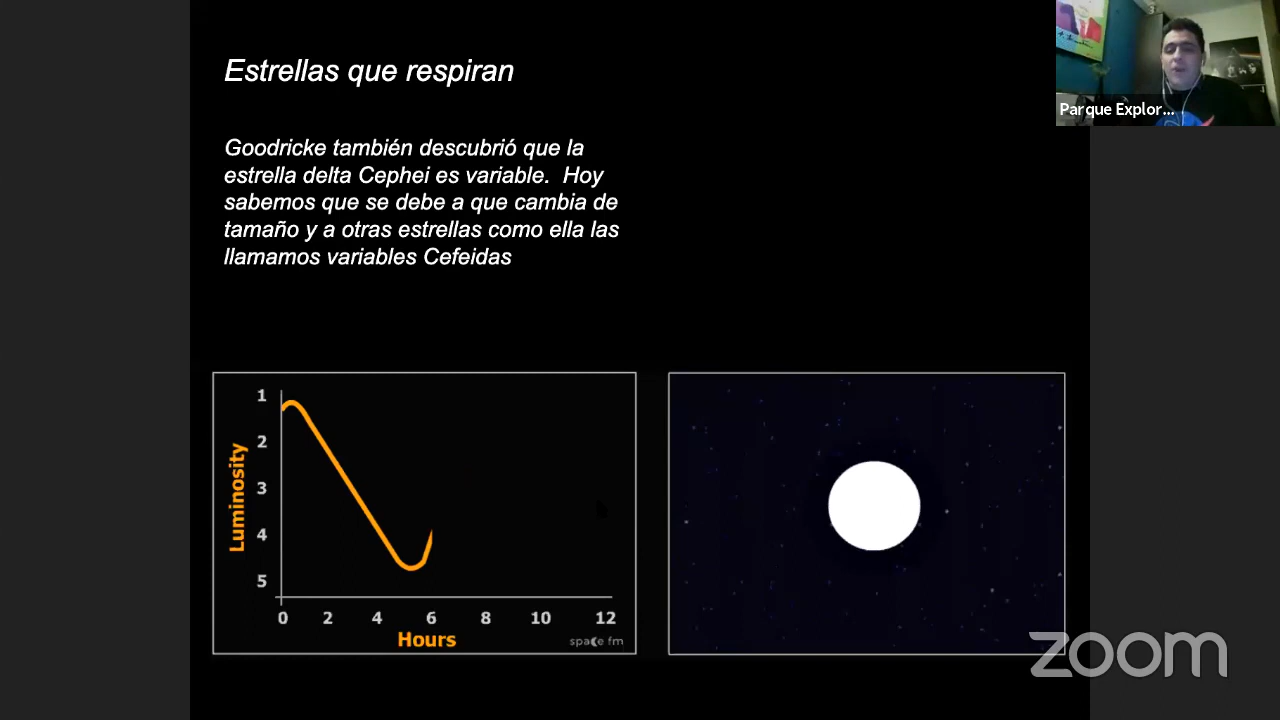 Estrellas que respiran
Parque Explor...
Goodricke también descubrió que la
estrella delta Cephei es variable.  Hoy
sabemos que se debe a que cambia de
tamaño y a otras estrellas como ella las
llamamos variables Cefeidas
Luminosity
1
2
3
4
5
0 2 4 6 8 10 12
Hours
space fm
zoom